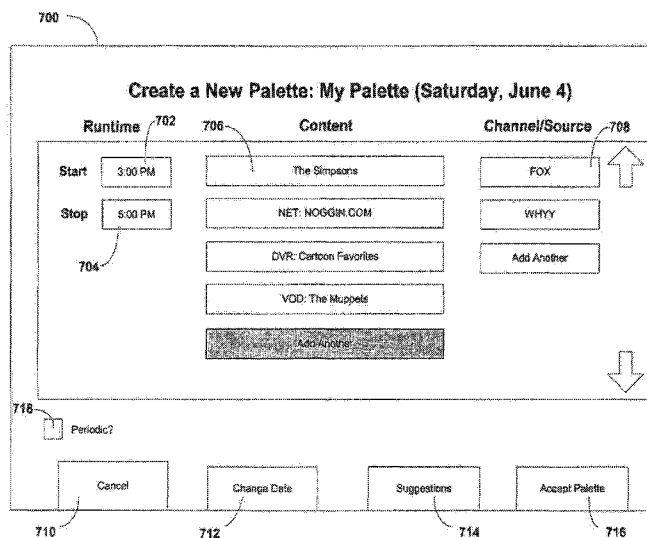 700
Create a New Palette: My Palette (Saturday, June 4)
Runtime 702 706 Content Channel/Source 708
Start 3:00 PM The Simpsons FOX
Stop 5:00 PM NET: NOGGIN.COM WHYY
704 DVR: Cartoon Favorites Add Another
VOD: The Muppets
Add Another
718
Periodic?
Cancel Change Date Suggestions Accept Palette
710 712 714 716